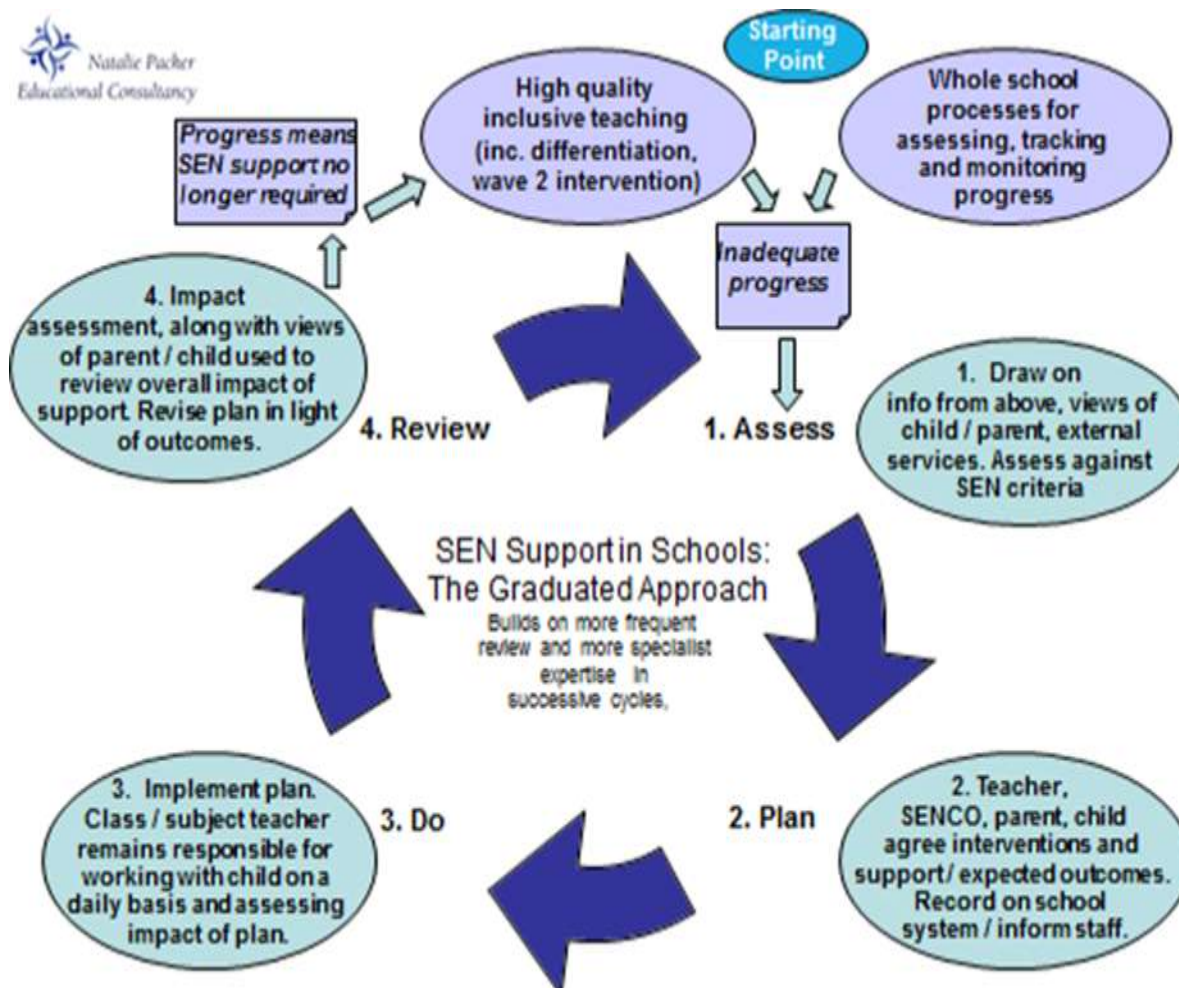 Natalie Packer
Educational Consultancy
Starting
Point
High quality
inclusive teaching
(inc. differentiation,
wave 2 intervention)
Whole school
processes for
assessing, tracking
and monitoring
progress
Progress means
SEN support no
longer required
Inadequate
progress
4. Impact
assessment, along with views
of parent / child used to
review overall impact of
support. Revise plan in light
of outcomes.
4. Review
1. Assess
1. Draw on
info from above, views of
child / parent, external
services. Assess against
SEN criteria
SEN Support in Schools:
The Graduated Approach
Builds on more frequent
review and more specialist
expertise in
successive cycles,
3. Implement plan.
Class / subject teacher
remains responsible for
working with child on a
daily basis and assessing
impact of plan.
3. Do
2. Plan
2. Teacher,
SENCO, parent, child
agree interventions and
support / expected outcomes.
Record on school
system / inform staff.